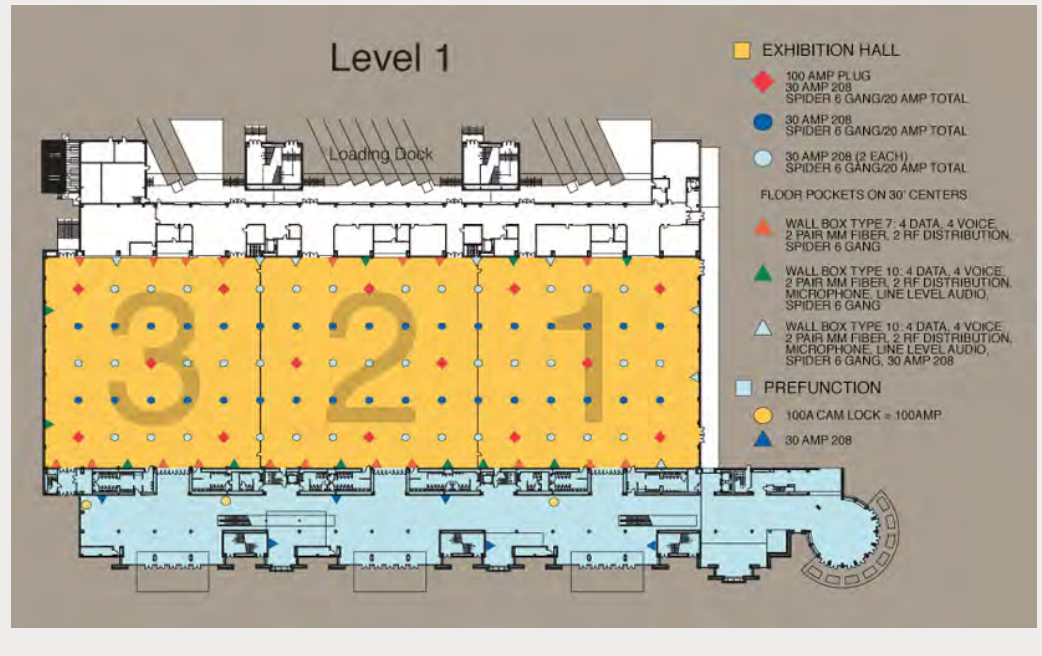 Level 1
Loading Dock
3
2
1
EXHIBITION HALL
100 AMP PLUG
30 AMP 208
SPIDER 6 GANG/20 AMP TOTAL
30 AMP 208
SPIDER 6 GANG/20 AMP TOTAL
30 AMP 208 (2 EACH)
SPIDER 6 GANG/20 AMP TOTAL
FLOOR POCKETS ON 30' CENTERS
WALL BOX TYPE 7: 4 DATA, 4 VOICE,
2 PAIR MM FIBER, 2 RF DISTRIBUTION,
SPIDER 6 GANG
WALL BOX TYPE 10: 4 DATA, 4 VOICE,
2 PAIR MM FIBER, 2 RF DISTRIBUTION,
MICROPHONE, LINE LEVEL AUDIO,
SPIDER 6 GANG
WALL BOX TYPE 10: 4 DATA, 4 VOICE,
2 PAIR MM FIBER, 2 RF DISTRIBUTION,
MICROPHONE, LINE LEVEL AUDIO,
SPIDER 6 GANG, 30 AMP 208
PREFUNCTION
100A CAM LOCK = 100AMP
30 AMP 208